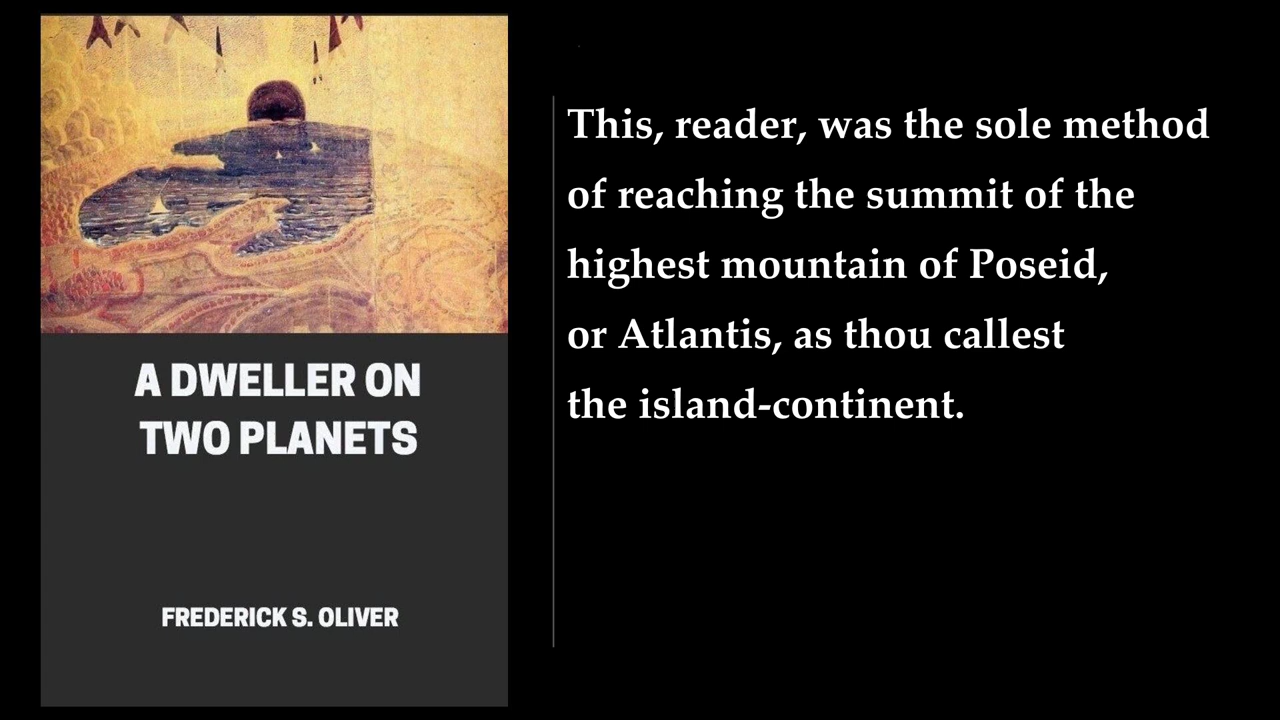 A DWELLER ON
TWO PLANETS
FREDERICK S. OLIVER
This, reader, was the sole method
of reaching the summit of the
highest mountain of Poseid,
or Atlantis, as thou callest
the island-continent.